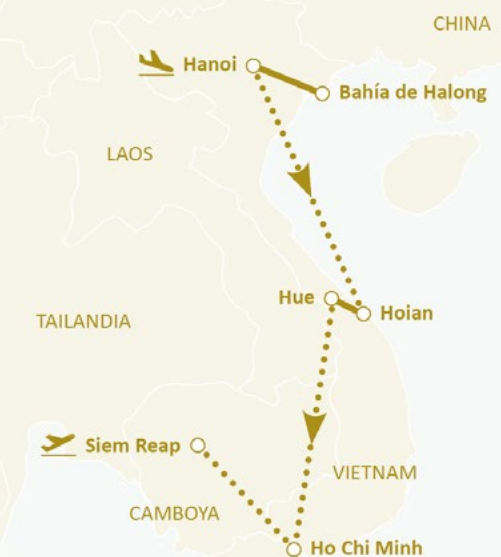 CHINA
Hanoi
Bahía de Halong
LAOS
Hue
Hoian
TAILANDIA
Siem Reap
VIETNAM
CAMBOYA
Ho Chi Minh